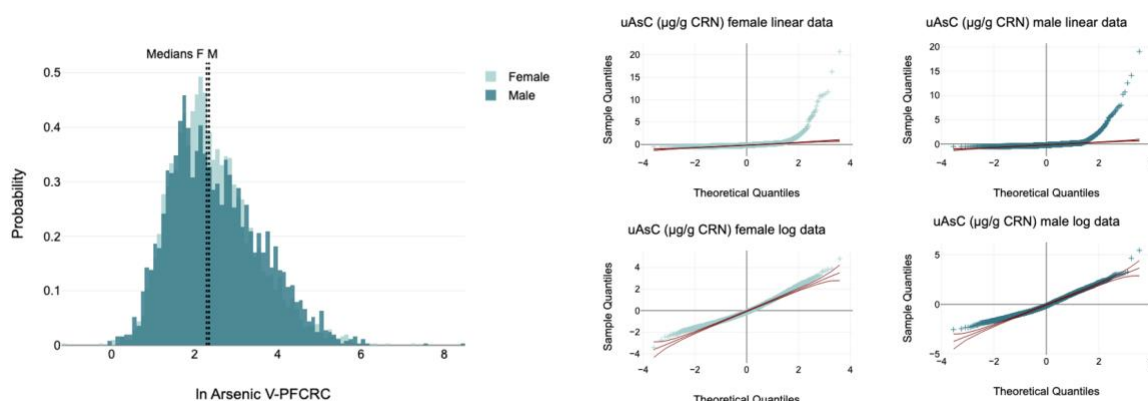 Medians F M
Female
Male
Probability
0.5
0.4
0.3
0.2
0.1
0
0
2
4
6
8
ln Arsenic V-PFCRC
uAsC (µg/g CRN) female linear data
Sample Quantiles
20
15
10
5
0
−4
−2
0
2
4
Theoretical Quantiles
uAsC (µg/g CRN) male linear data
Sample Quantiles
20
15
10
5
0
−4
−2
0
2
4
Theoretical Quantiles
uAsC (µg/g CRN) female log data
Sample Quantiles
4
2
0
−2
−4
−4
−2
0
2
4
Theoretical Quantiles
uAsC (µg/g CRN) male log data
Sample Quantiles
5
0
−5
−4
−2
0
2
4
Theoretical Quantiles